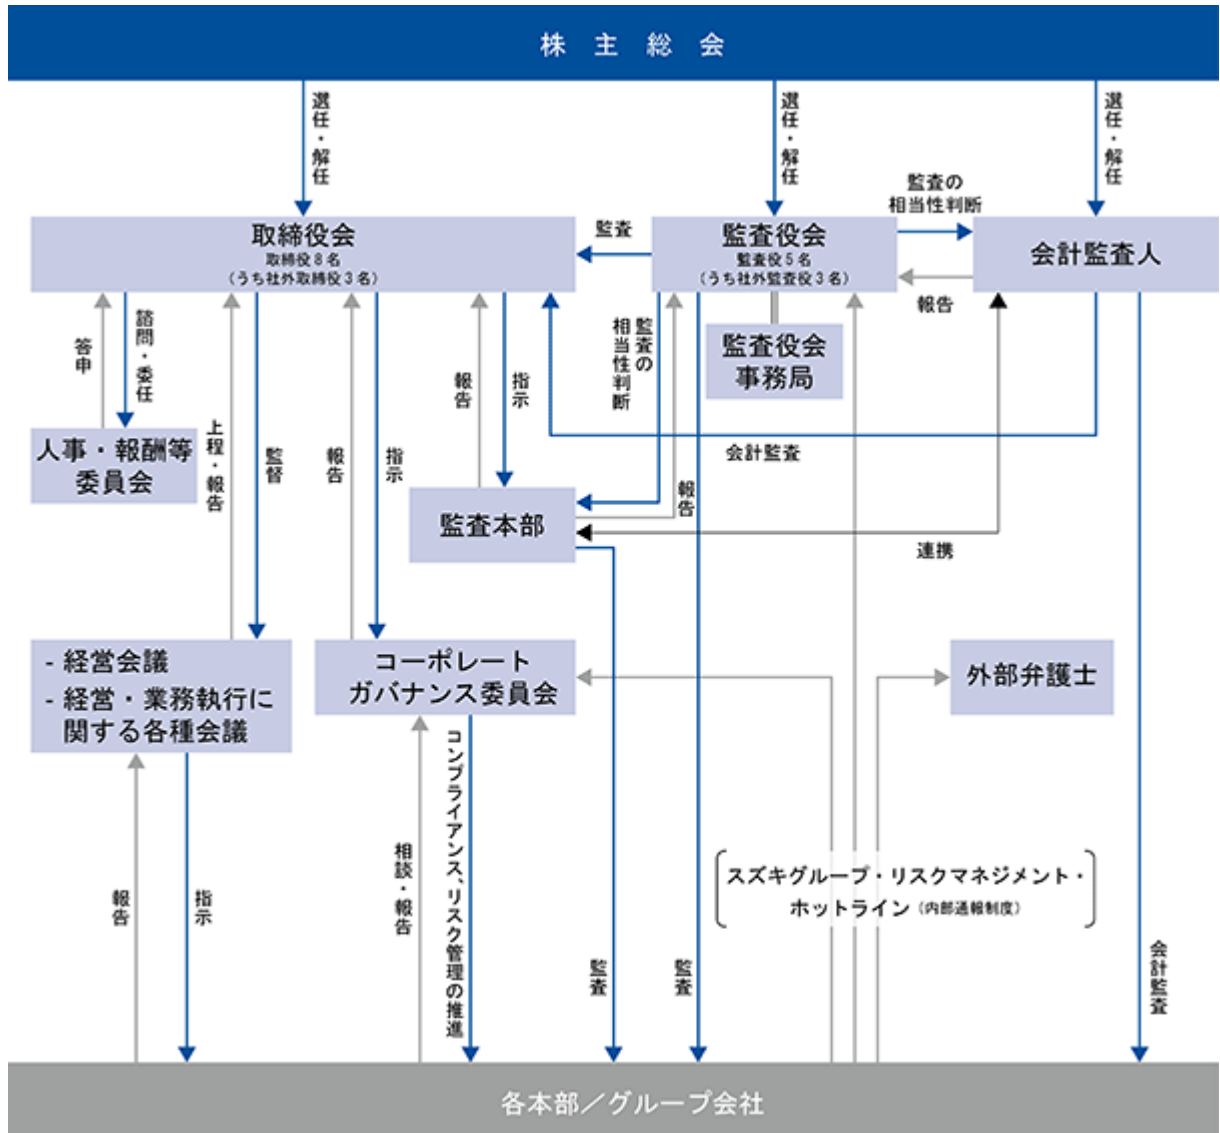 株主総会
選任・解任
選任・解任
選任・解任
監査の
相当性判断
取締役会
取締役8名
(うち社外取締役3名)
監査
監査役会
監査役5名
(うち社外監査役3名)
会計監査人
報告
答申
諮問・委任
上程・報告
監督
報告
指示
報告
指示
監査の
相当性判断
報告
監査役会
事務局
会計監査
人事・報酬等
委員会
監査本部
連携
- 経営会議
- 経営・業務執行に
関する各種会議
コーポレート
ガバナンス委員会
外部弁護士
報告
指示
相談・報告
コンプライアンス、リスク管理の推進
監査
監査
スズキグループ・リスクマネジメント・
ホットライン(内部通報制度)
会計監査
各本部/グループ会社